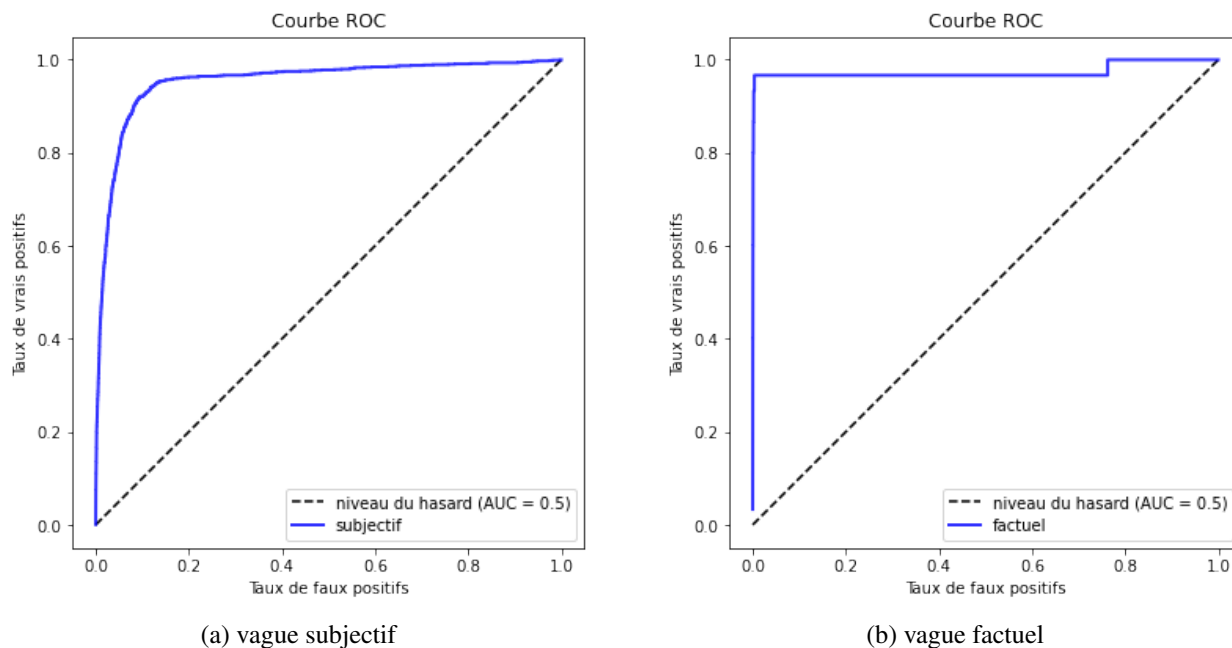 Courbe ROC
1.0
0.8
0.6
0.4
0.2
0.0
Taux de vrais positifs
niveau du hasard (AUC = 0.5)
subjectif
0.0 0.2 0.4 0.6 0.8 1.0
Taux de faux positifs
(a) vague subjectif
Courbe ROC
1.0
0.8
0.6
0.4
0.2
0.0
Taux de vrais positifs
niveau du hasard (AUC = 0.5)
factuel
0.0 0.2 0.4 0.6 0.8 1.0
Taux de faux positifs
(b) vague factuel